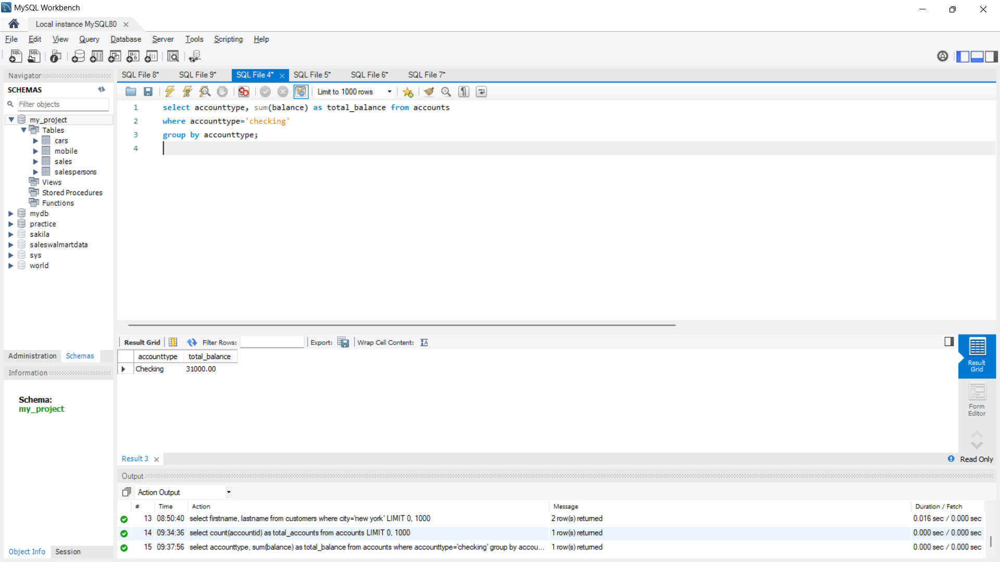 MySQL Workbench
Local instance MySQL80
File Edit View Query Database Server Tools Scripting Help
Navigator
SCHEMAS
Filter objects
my_project
Tables
cars
mobile
sales
salespersons
Views
Stored Procedures
Functions
mydb
practice
sakila
saleswalmartdata
sys
world
Administration Schemas
Information
Schema:
my_project
Object Info Session
SQL File 8* SQL File 9* SQL File 4* SQL File 5* SQL File 6* SQL File 7*
Limit to 1000 rows
1 select accounttype, sum(balance) as total_balance from accounts
2 where accounttype='checking'
3 group by accounttype;
4
Result Grid Filter Rows: Export: Wrap Cell Content:
accounttype total_balance
Checking 31000.00
Result Grid
Form Editor
Result 3 Read Only
Output
Action Output
# Time Action Message Duration / Fetch
13 08:50:40 select firstname, lastname from customers where city='new york' LIMIT 0, 1000 2 row(s) returned 0.016 sec / 0.000 sec
14 09:34:36 select count(accountid) as total_accounts from accounts LIMIT 0, 1000 1 row(s) returned 0.000 sec / 0.000 sec
15 09:37:56 select accounttype, sum(balance) as total_balance from accounts where accounttype='checking' group by accou... 1 row(s) returned 0.000 sec / 0.000 sec